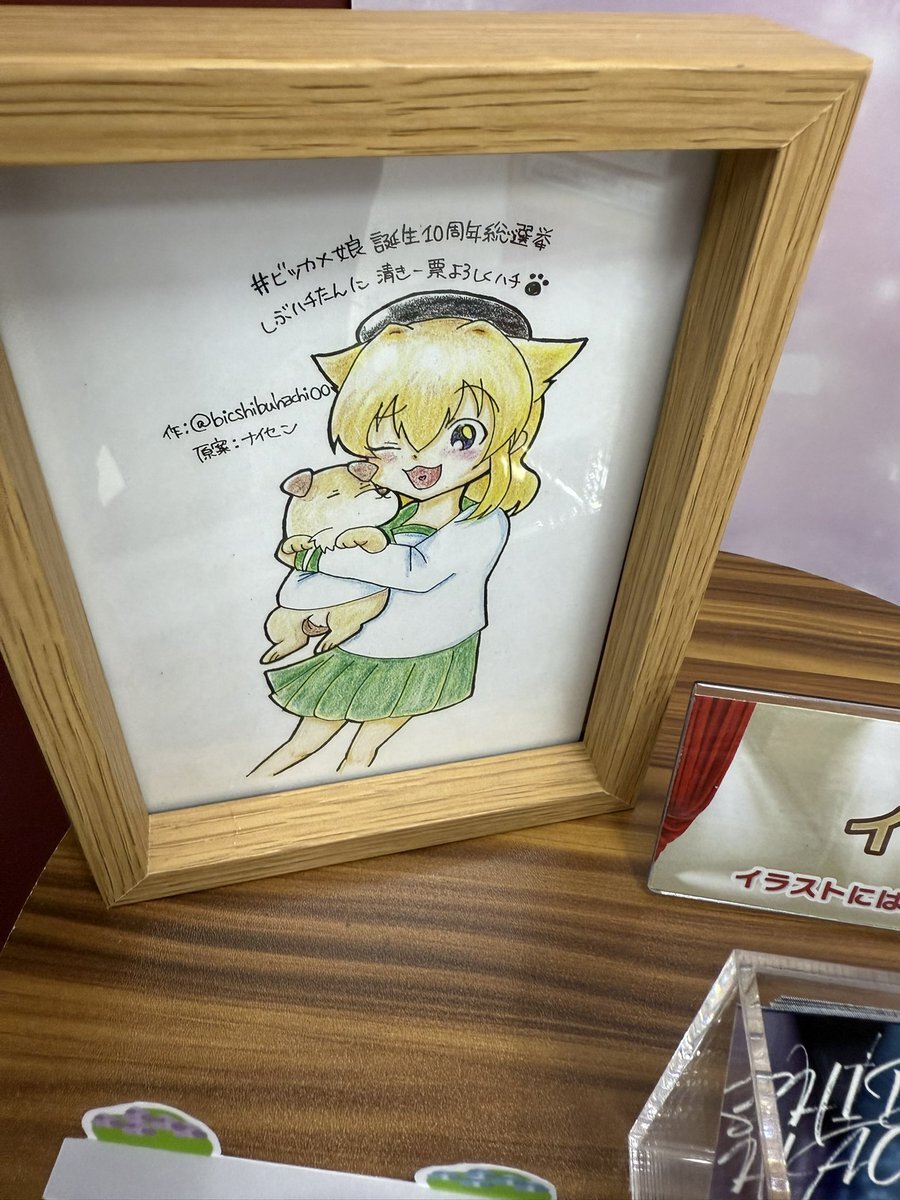 #ビッカメ娘 誕生10周年総選挙
しぶハチたんに 清き一票よろしくハチ
作:@bicshibuhachi00
原案:ナイセン
イ
イラストには